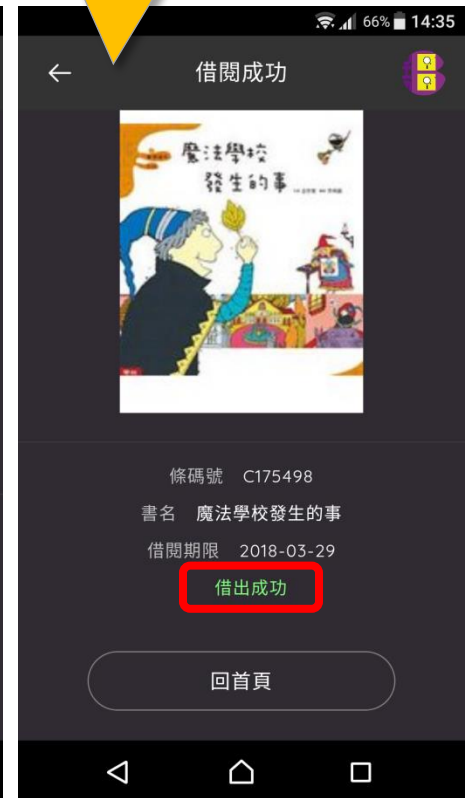 66% 14:35
借閱成功
魔法學校
發生的事
條碼號 C175498
書名 魔法學校發生的事
借閱期限 2018-03-29
借出成功
回首頁